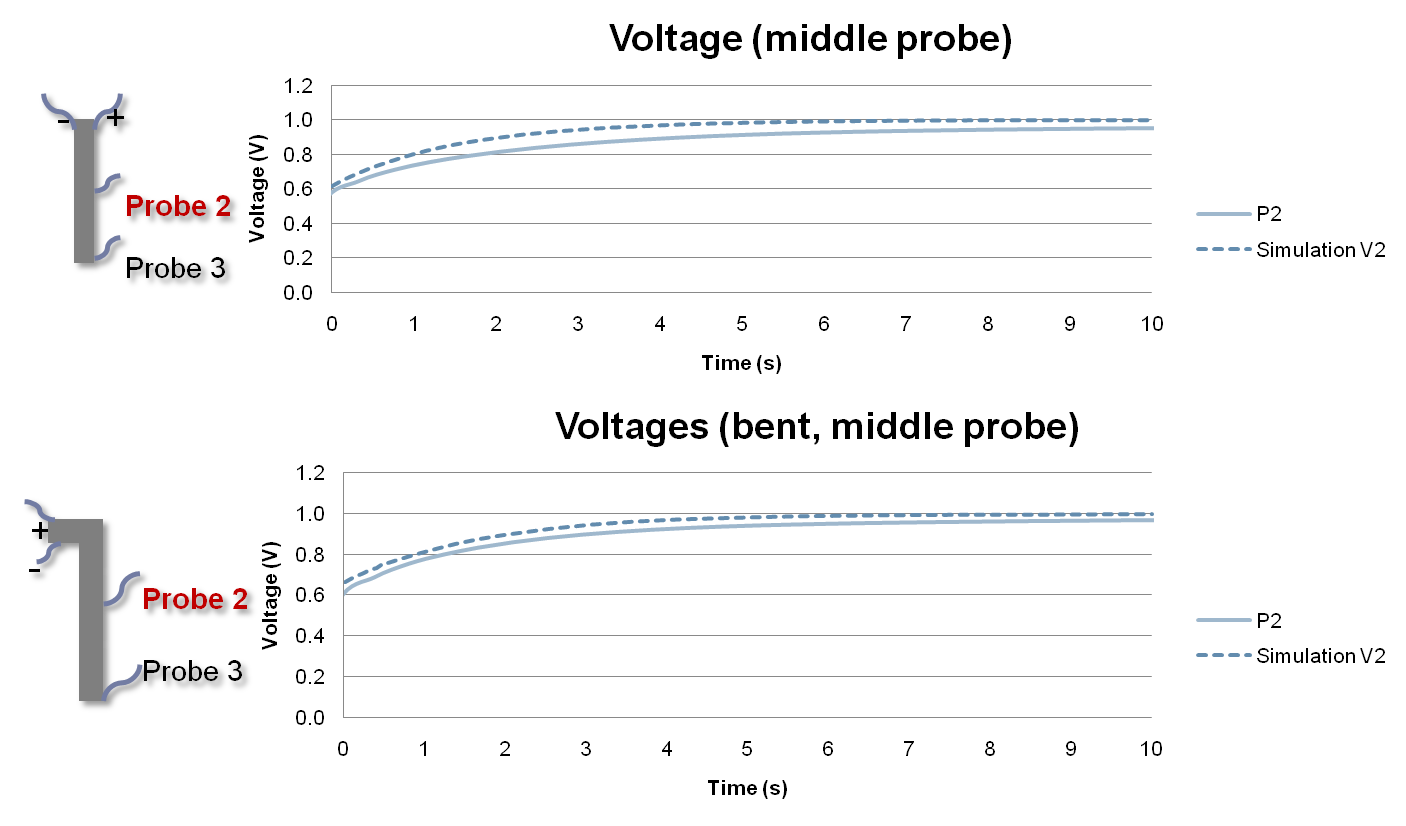 Voltage (middle probe)
- +
Probe 2
Probe 3
Voltage (V)
1.2
1.0
0.8
0.6
0.4
0.2
0.0
0 1 2 3 4 5 6 7 8 9 10
Time (s)
P2
Simulation V2
Voltages (bent, middle probe)
+
-
Probe 2
Probe 3
Voltage (V)
1.2
1.0
0.8
0.6
0.4
0.2
0.0
0 1 2 3 4 5 6 7 8 9 10
Time (s)
P2
Simulation V2